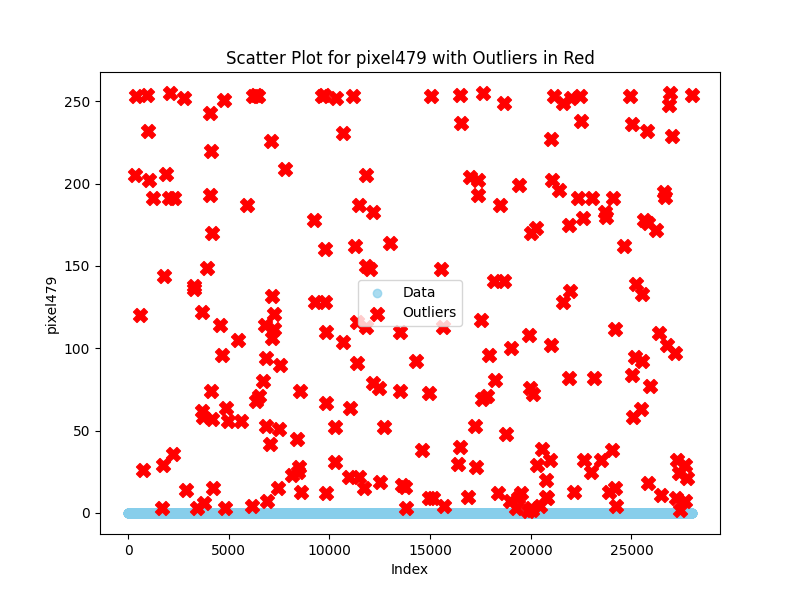 Scatter Plot for pixel479 with Outliers in Red
250
200
150
100
50
0
pixel479
Data
Outliers
0
5000
10000
15000
20000
25000
Index